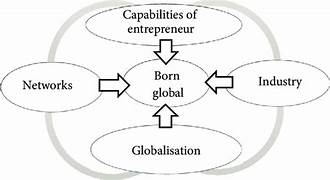 Capabilities of
entrepreneur
Networks
Born
global
Industry
Globalisation